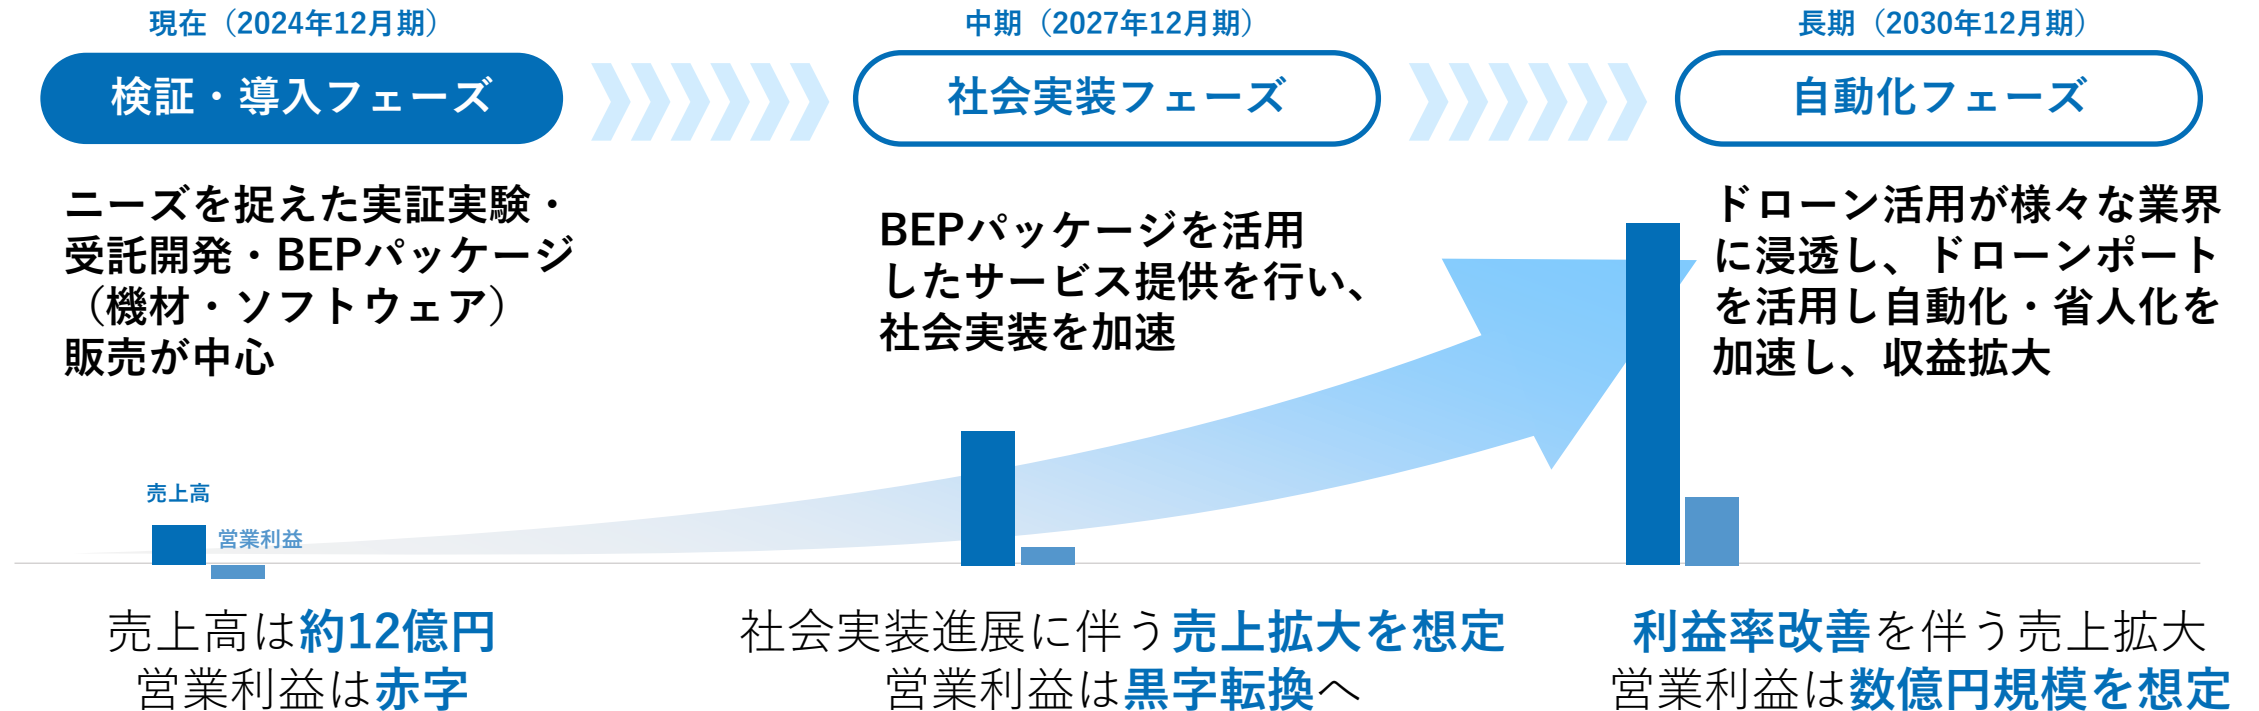 現在（2024年12月期）
検証・導入フェーズ
ニーズを捉えた実証実験・
受託開発・BEPパッケージ
（機材・ソフトウェア）
販売が中心
売上高
営業利益
売上高は約12億円
営業利益は赤字
中期（2027年12月期）
社会実装フェーズ
BEPパッケージを活用
したサービス提供を行い、
社会実装を加速
社会実装進展に伴う売上拡大を想定
営業利益は黒字転換へ
長期（2030年12月期）
自動化フェーズ
ドローン活用が様々な業界
に浸透し、ドローンポート
を活用し自動化・省人化を
加速し、収益拡大
利益率改善を伴う売上拡大
営業利益は数億円規模を想定